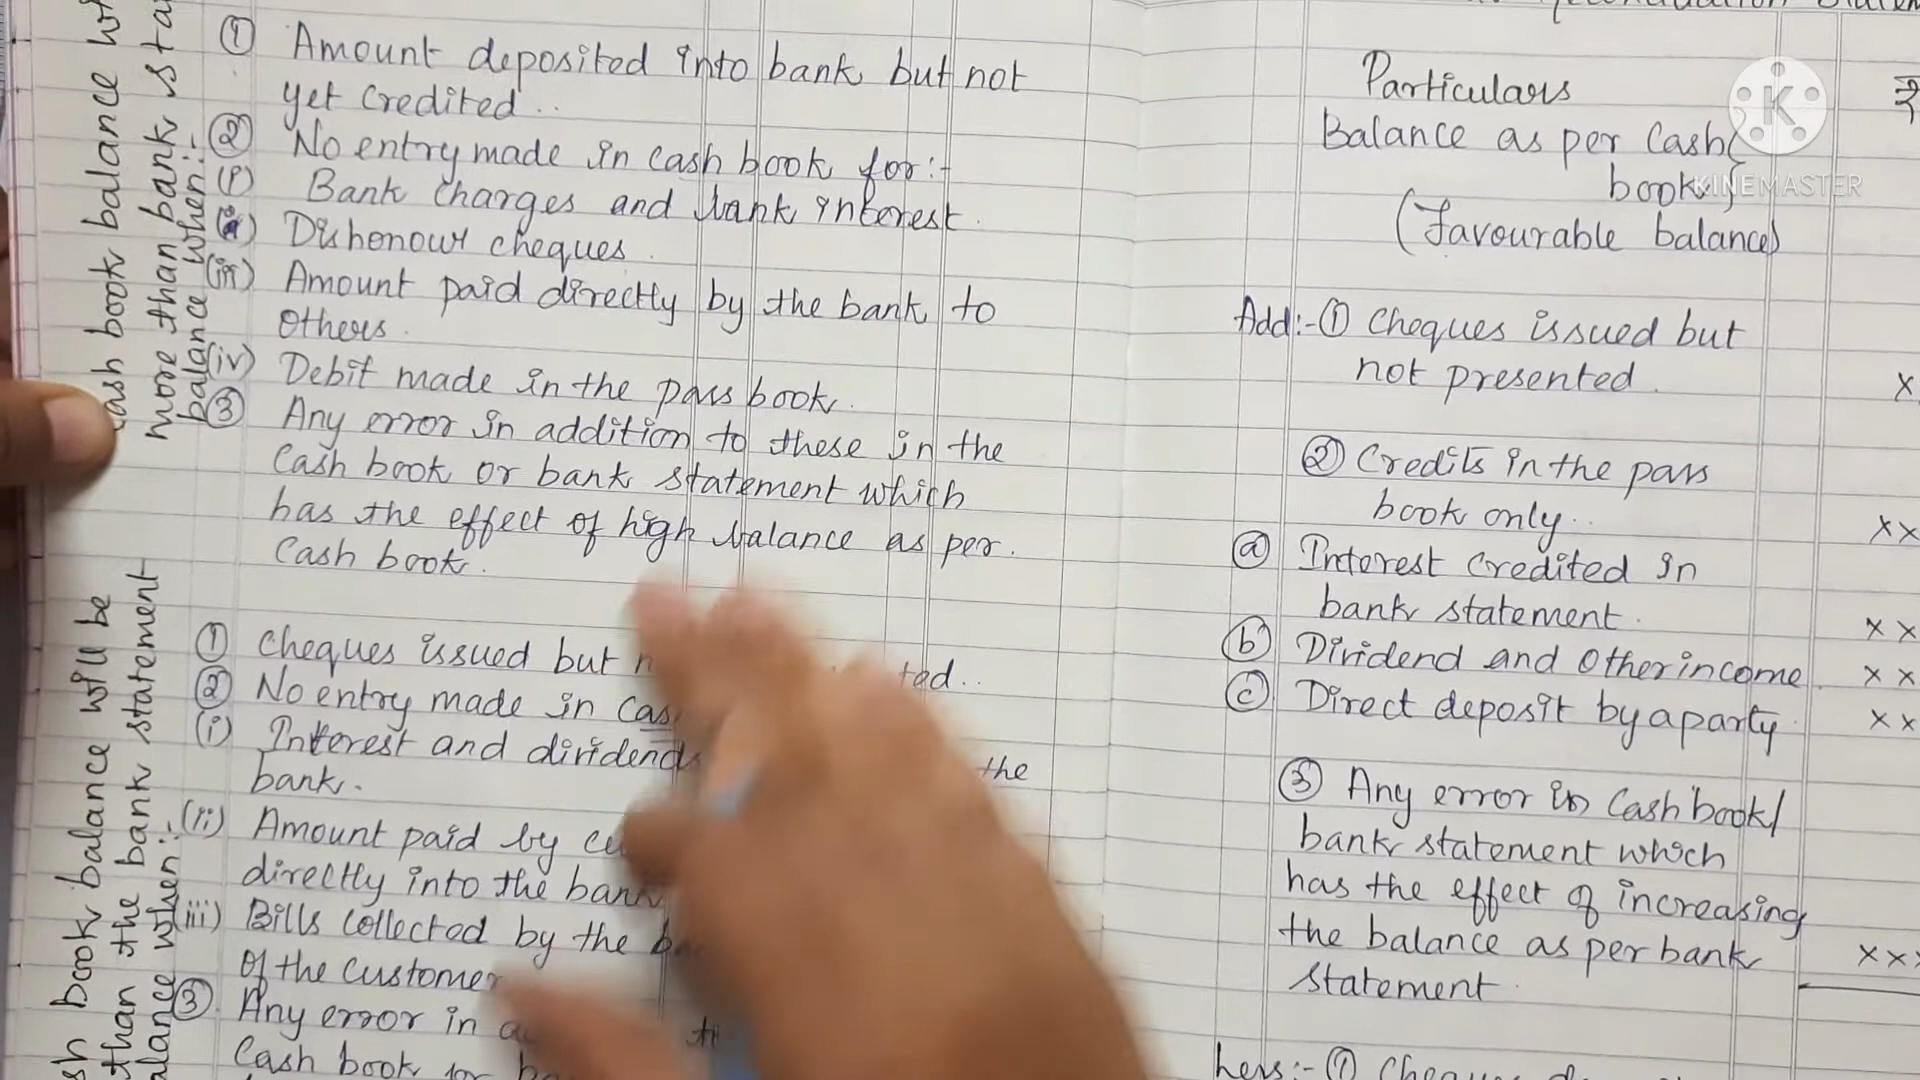 ① Amount deposited into bank but not
yet credited..
② No entry made in cash book for:-
(i) Bank charges and bank interest.
(ii) Dishonour cheques.
(iii) Amount paid directly by the bank to
others.
(iv) Debit made in the pass book.
③ Any error in addition to these in the
Cash book or bank statement which
has the effect of high balance as per.
Cash book.
cash book balance
more than bank
balance when:-
① Cheques issued but
② No entry made in
(i) Interest and dividends the
bank.
(ii) Amount paid by
directly into the bank
(iii) Bills collected by the
of the customer
③ Any error in
Cash book or
book balance will be
than the bank statement
when:-
Particulars
Balance as per Cash
book
(Favourable balance)
Add:- ① Cheques issued but
not presented.
x
② Credits in the pass
book only..
xx
ⓐ Interest credited in
bank statement.
xx
ⓑ Dividend and other income.
xx
ⓒ Direct deposit by a party.
xx
③ Any error in Cash book/
bank statement which
has the effect of increasing
the balance as per bank
statement.
xxx
K
KINEMASTER